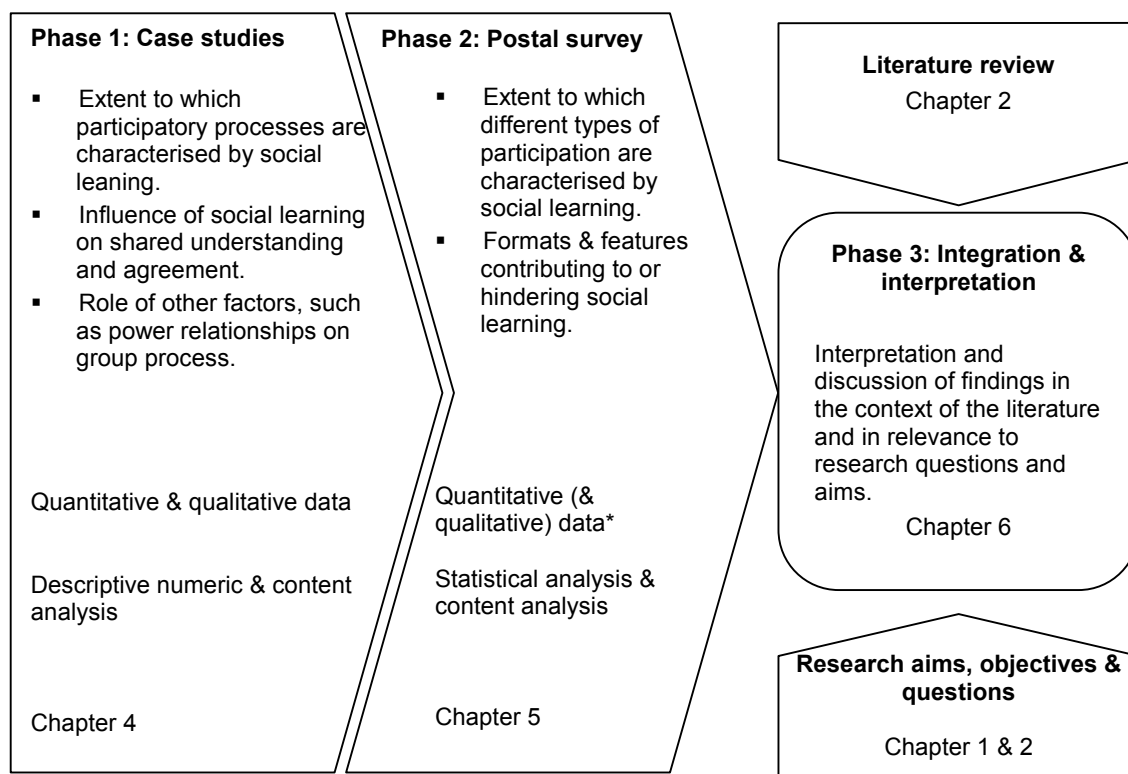 Phase 1: Case studies
▪ Extent to which
participatory processes are
characterised by social
leaning.
▪ Influence of social learning
on shared understanding
and agreement.
▪ Role of other factors, such
as power relationships on
group process.
Quantitative & qualitative data
Descriptive numeric & content
analysis
Chapter 4
Phase 2: Postal survey
▪ Extent to which
different types of
participation are
characterised by
social learning.
▪ Formats & features
contributing to or
hindering social
learning.
Quantitative (&
qualitative) data*
Statistical analysis &
content analysis
Chapter 5
Literature review
Chapter 2
Phase 3: Integration &
interpretation
Interpretation and
discussion of findings in
the context of the literature
and in relevance to
research questions and
aims.
Chapter 6
Research aims, objectives &
questions
Chapter 1 & 2